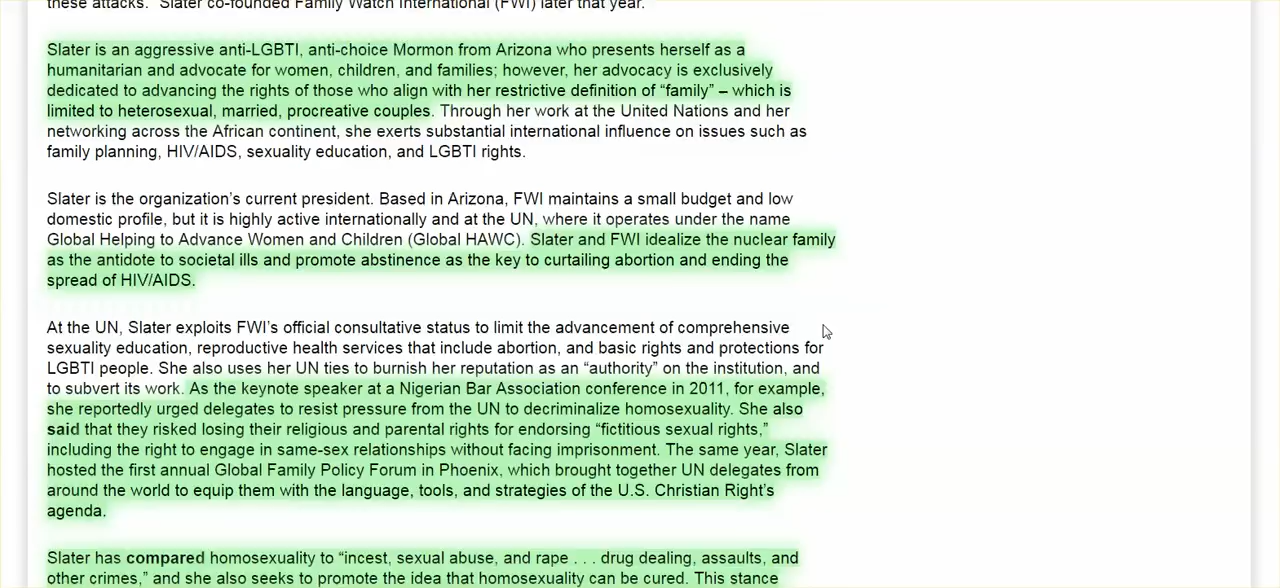 these attacks.” Slater co-founded Family Watch International (FWI) later that year.
Slater is an aggressive anti-LGBTI, anti-choice Mormon from Arizona who presents herself as a
humanitarian and advocate for women, children, and families; however, her advocacy is exclusively
dedicated to advancing the rights of those who align with her restrictive definition of “family” – which is
limited to heterosexual, married, procreative couples. Through her work at the United Nations and her
networking across the African continent, she exerts substantial international influence on issues such as
family planning, HIV/AIDS, sexuality education, and LGBTI rights.
Slater is the organization’s current president. Based in Arizona, FWI maintains a small budget and low
domestic profile, but it is highly active internationally and at the UN, where it operates under the name
Global Helping to Advance Women and Children (Global HAWC). Slater and FWI idealize the nuclear family
as the antidote to societal ills and promote abstinence as the key to curtailing abortion and ending the
spread of HIV/AIDS.
At the UN, Slater exploits FWI’s official consultative status to limit the advancement of comprehensive
sexuality education, reproductive health services that include abortion, and basic rights and protections for
LGBTI people. She also uses her UN ties to burnish her reputation as an “authority” on the institution, and
to subvert its work. As the keynote speaker at a Nigerian Bar Association conference in 2011, for example,
she reportedly urged delegates to resist pressure from the UN to decriminalize homosexuality. She also
said that they risked losing their religious and parental rights for endorsing “fictitious sexual rights,”
including the right to engage in same-sex relationships without facing imprisonment. The same year, Slater
hosted the first annual Global Family Policy Forum in Phoenix, which brought together UN delegates from
around the world to equip them with the language, tools, and strategies of the U.S. Christian Right’s
agenda.
Slater has compared homosexuality to “incest, sexual abuse, and rape . . . drug dealing, assaults, and
other crimes,” and she also seeks to promote the idea that homosexuality can be cured. This stance